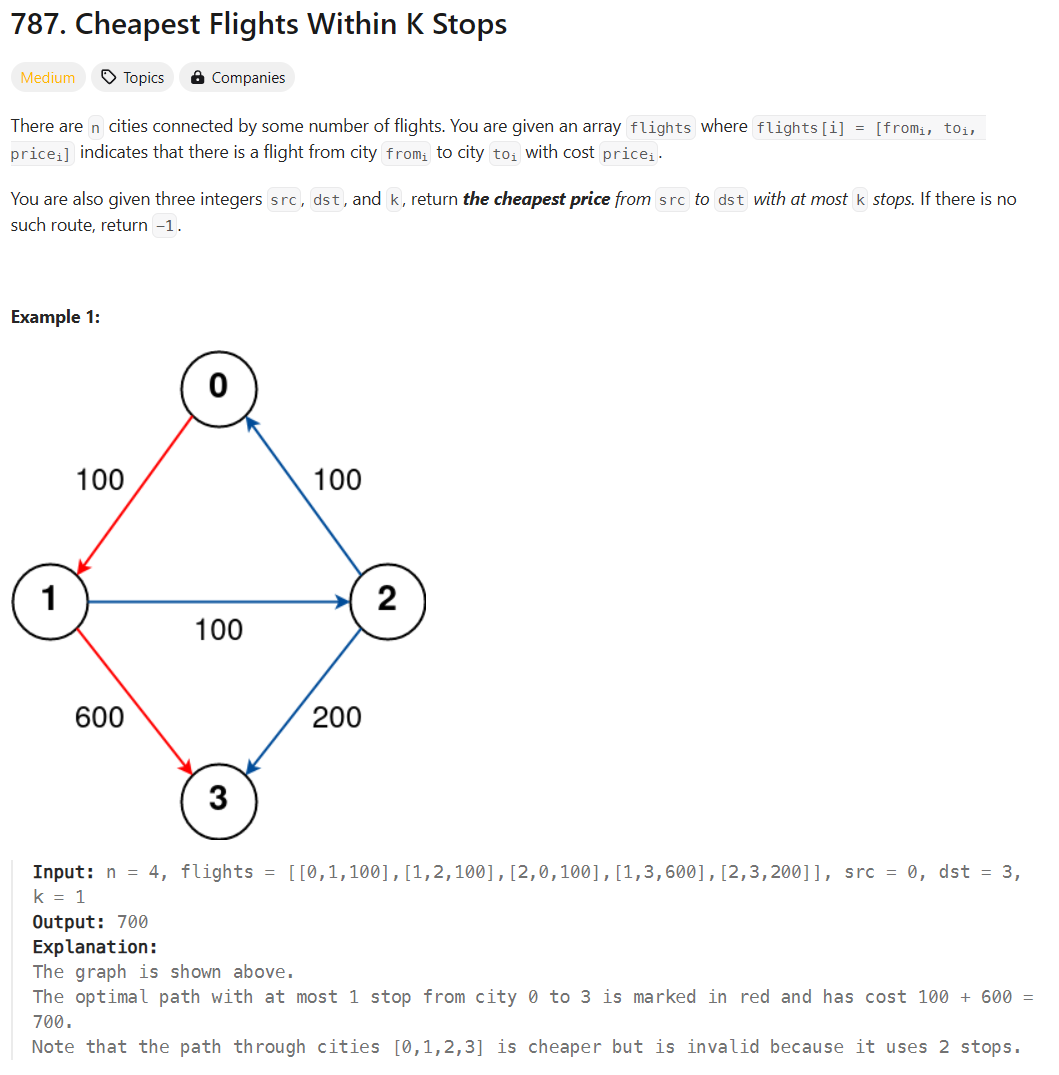 787. Cheapest Flights Within K Stops
Medium Topics Companies
There are n cities connected by some number of flights. You are given an array flights where flights[i] = [fromᵢ, toᵢ,
priceᵢ] indicates that there is a flight from city fromᵢ to city toᵢ with cost priceᵢ.
You are also given three integers src, dst, and k, return the cheapest price from src to dst with at most k stops. If there is no
such route, return -1.
Example 1:
0
100 100
1 2
100
600 200
3
Input: n = 4, flights = [[0,1,100],[1,2,100],[2,0,100],[1,3,600],[2,3,200]], src = 0, dst = 3,
k = 1
Output: 700
Explanation:
The graph is shown above.
The optimal path with at most 1 stop from city 0 to 3 is marked in red and has cost 100 + 600 =
700.
Note that the path through cities [0,1,2,3] is cheaper but is invalid because it uses 2 stops.